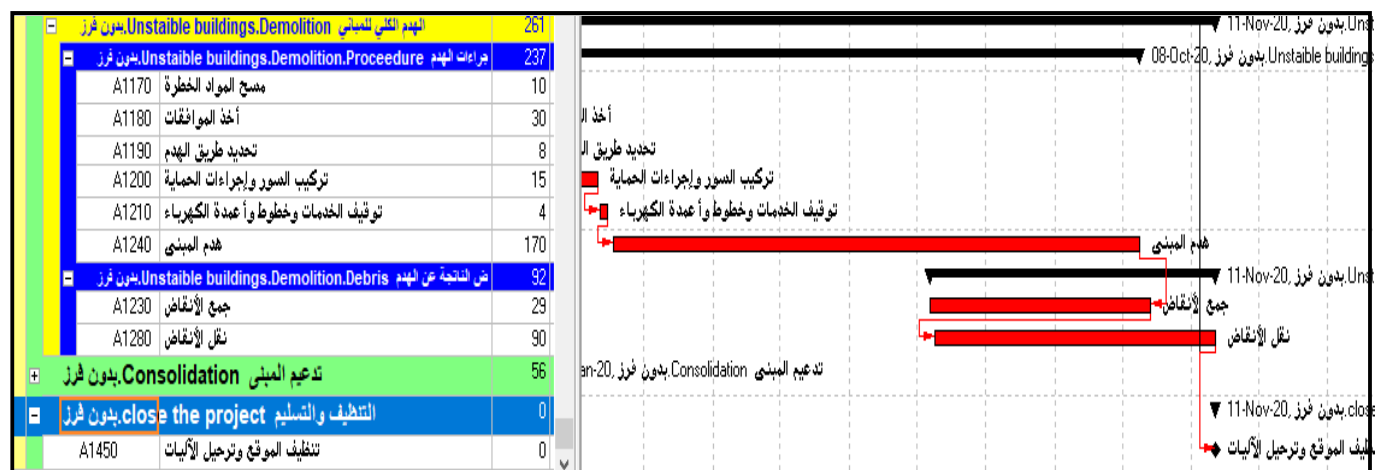 الهدم الكلي للمباني Unstaible buildings.Demolition.بدون فرز 261 11-Nov-20, بدون فرز.Unst
جراءات الهدم Unstaible buildings.Demolition.Proceedure.بدون فرز 237 08-Oct-20, بدون فرز.Unstaible buildings
A1170 مسح المواد الخطرة 10
A1180 أخذ الموافقات 30 أخذ ال
A1190 تحديد طريق الهدم 8 تحديد طريق ال
A1200 تركيب السور وإجراءات الحماية 15 تركيب السور وإجراءات الحماية
A1210 توقيف الخدمات وخطوط وأعمدة الكهرباء 4 توقيف الخدمات وخطوط وأعمدة الكهرباء
A1240 هدم المبنى 170 هدم المبنى
ض الناتجة عن الهدم Unstaible buildings.Demolition.Debris.بدون فرز 92 11-Nov-20, بدون فرز.Unst
A1230 جمع الأنقاض 29 جمع الأنقاض
A1280 نقل الأنقاض 90 نقل الأنقاض
تدعيم المبنى Consolidation.بدون فرز 56 an-20, بدون فرز.Consolidation تدعيم المبنى
التنظيف والتسليم close the project.بدون فرز 0 11-Nov-20, بدون فرز.close
A1450 تنظيف الموقع وترحيل الآليات 0 ظيف الموقع وترحيل الآليات